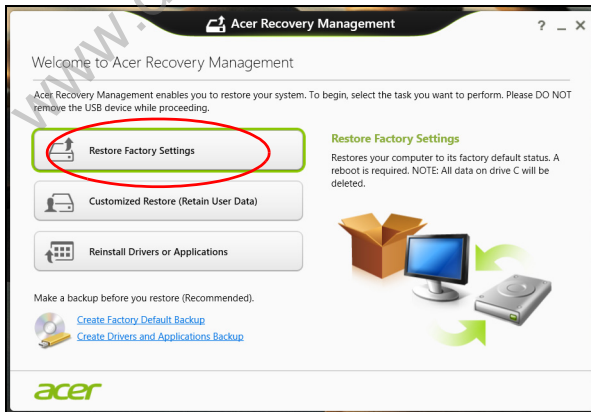 Acer Recovery Management
? _ ×
Welcome to Acer Recovery Management
Acer Recovery Management enables you to restore your system. To begin, select the task you want to perform. Please DO NOT
remove the USB device while proceeding.
Restore Factory Settings
Customized Restore (Retain User Data)
Reinstall Drivers or Applications
Restore Factory Settings
Restores your computer to its factory default status. A
reboot is required. NOTE: All data on drive C will be
deleted.
Make a backup before you restore (Recommended).
Create Factory Default Backup
Create Drivers and Applications Backup
acer
www.